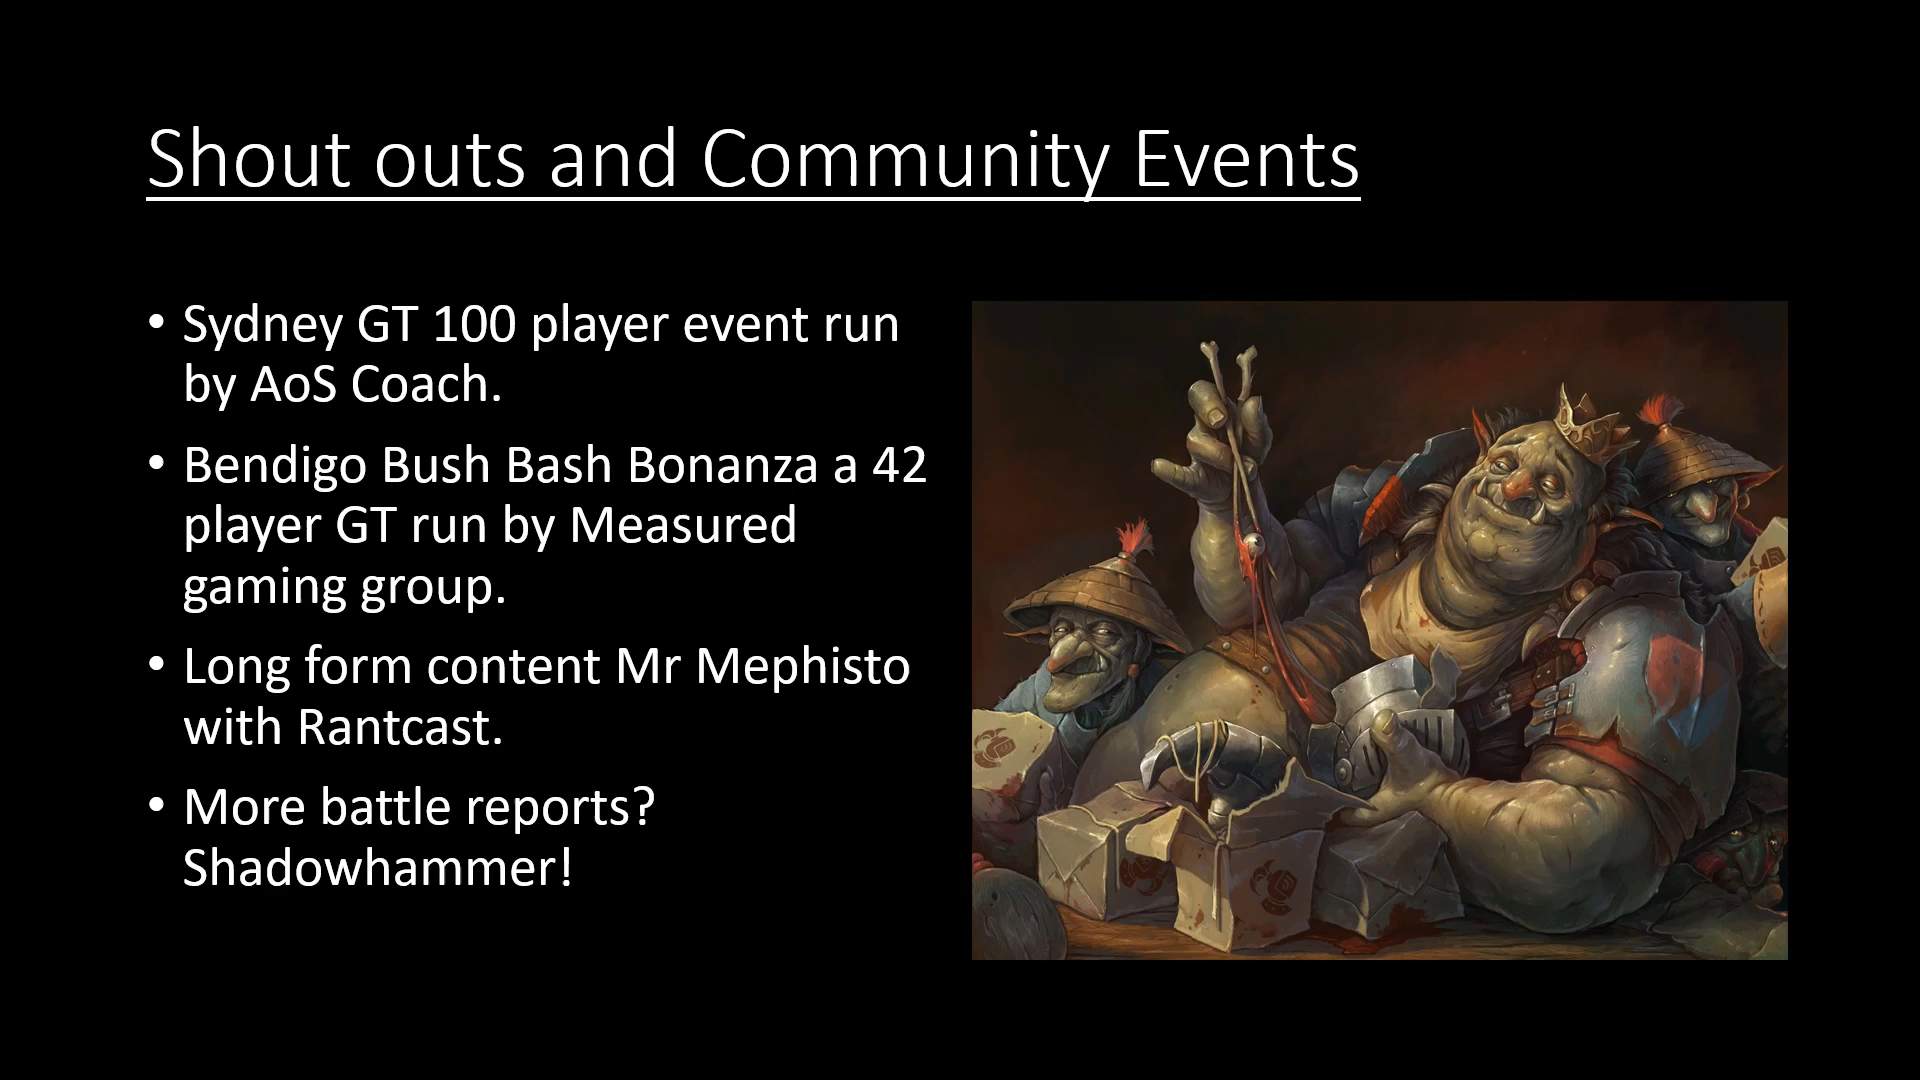 Shout outs and Community Events
• Sydney GT 100 player event run
by AoS Coach.
• Bendigo Bush Bash Bonanza a 42
player GT run by Measured
gaming group.
• Long form content Mr Mephisto
with Rantcast.
• More battle reports?
Shadowhammer!